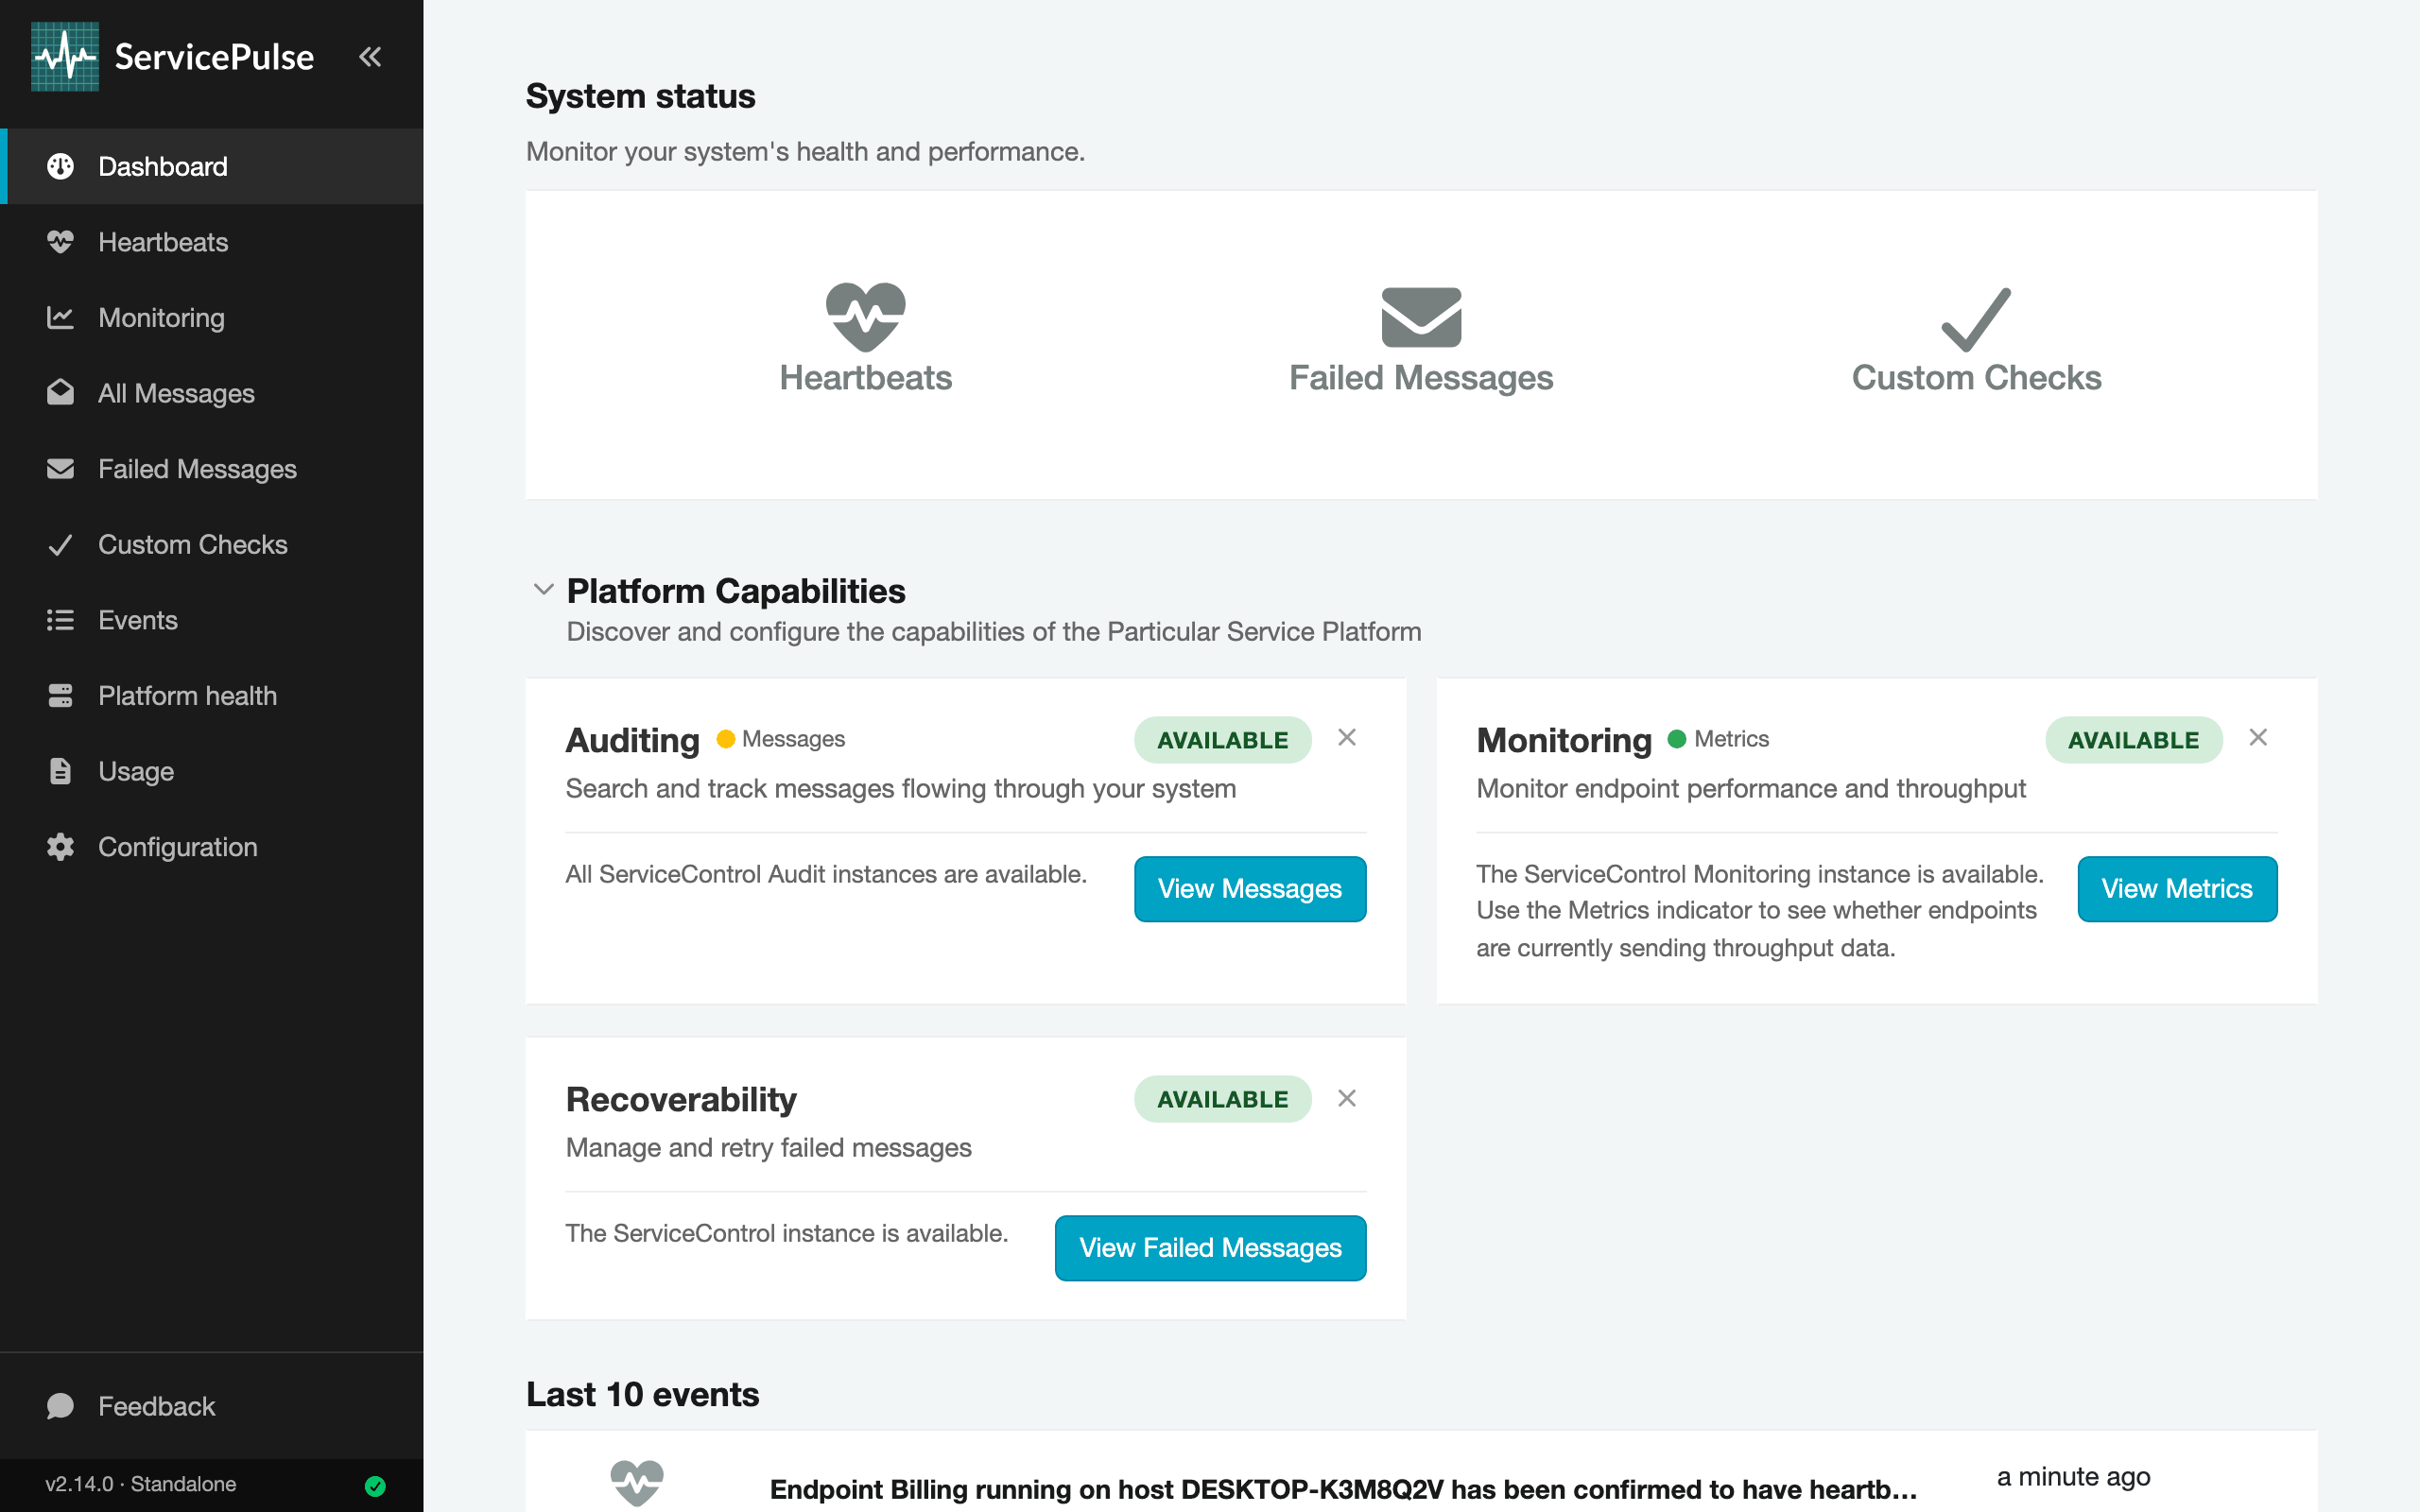 ServicePulse
Dashboard
Heartbeats
Monitoring
All Messages
Failed Messages
Custom Checks
Events
Platform health
Usage
Configuration
Feedback
v2.14.0 · Standalone
System status
Monitor your system's health and performance.
Heartbeats
Failed Messages
Custom Checks
Platform Capabilities
Discover and configure the capabilities of the Particular Service Platform
Auditing Messages AVAILABLE
Search and track messages flowing through your system
All ServiceControl Audit instances are available.
View Messages
Monitoring Metrics AVAILABLE
Monitor endpoint performance and throughput
The ServiceControl Monitoring instance is available.
Use the Metrics indicator to see whether endpoints
are currently sending throughput data.
View Metrics
Recoverability AVAILABLE
Manage and retry failed messages
The ServiceControl instance is available.
View Failed Messages
Last 10 events
Endpoint Billing running on host DESKTOP-K3M8Q2V has been confirmed to have heartb...
a minute ago